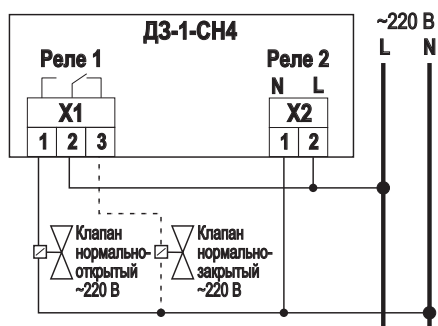 ДЗ-1-СН4
~220 В
L N
Реле 1
Реле 2
N L
X1
X2
1 2 3
1 2
Клапан
нормально-
открытый
~220 В
Клапан
нормально-
закрытый
~220 В